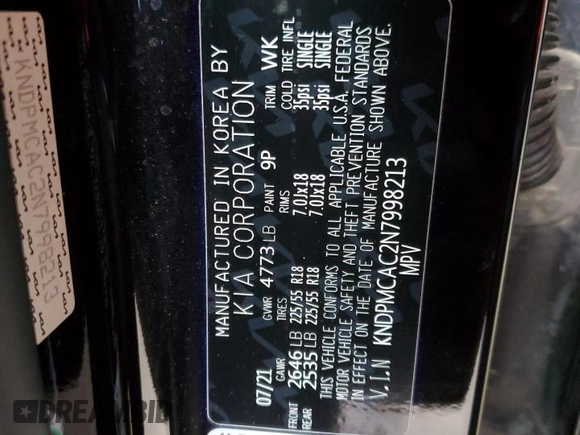 MANUFACTURED IN KOREA BY
KIA CORPORATION
07/21 GVWR 4773 LB PAINT 9P TRIM WK
GAWR TIRES RIMS COLD TIRE INFL
FRONT 2646 LB 225/55 R18 7.0JX18 35psi SINGLE
REAR 2535 LB 225/55 R18 7.0JX18 35psi SINGLE
THIS VEHICLE CONFORMS TO ALL APPLICABLE U.S.A. FEDERAL
MOTOR VEHICLE SAFETY AND THEFT PREVENTION STANDARDS
IN EFFECT ON THE DATE OF MANUFACTURE SHOWN ABOVE.
V.I.N KNDPMCAC2N7998213
MPV
KNDPMCAC2N7998213
DREAMBID